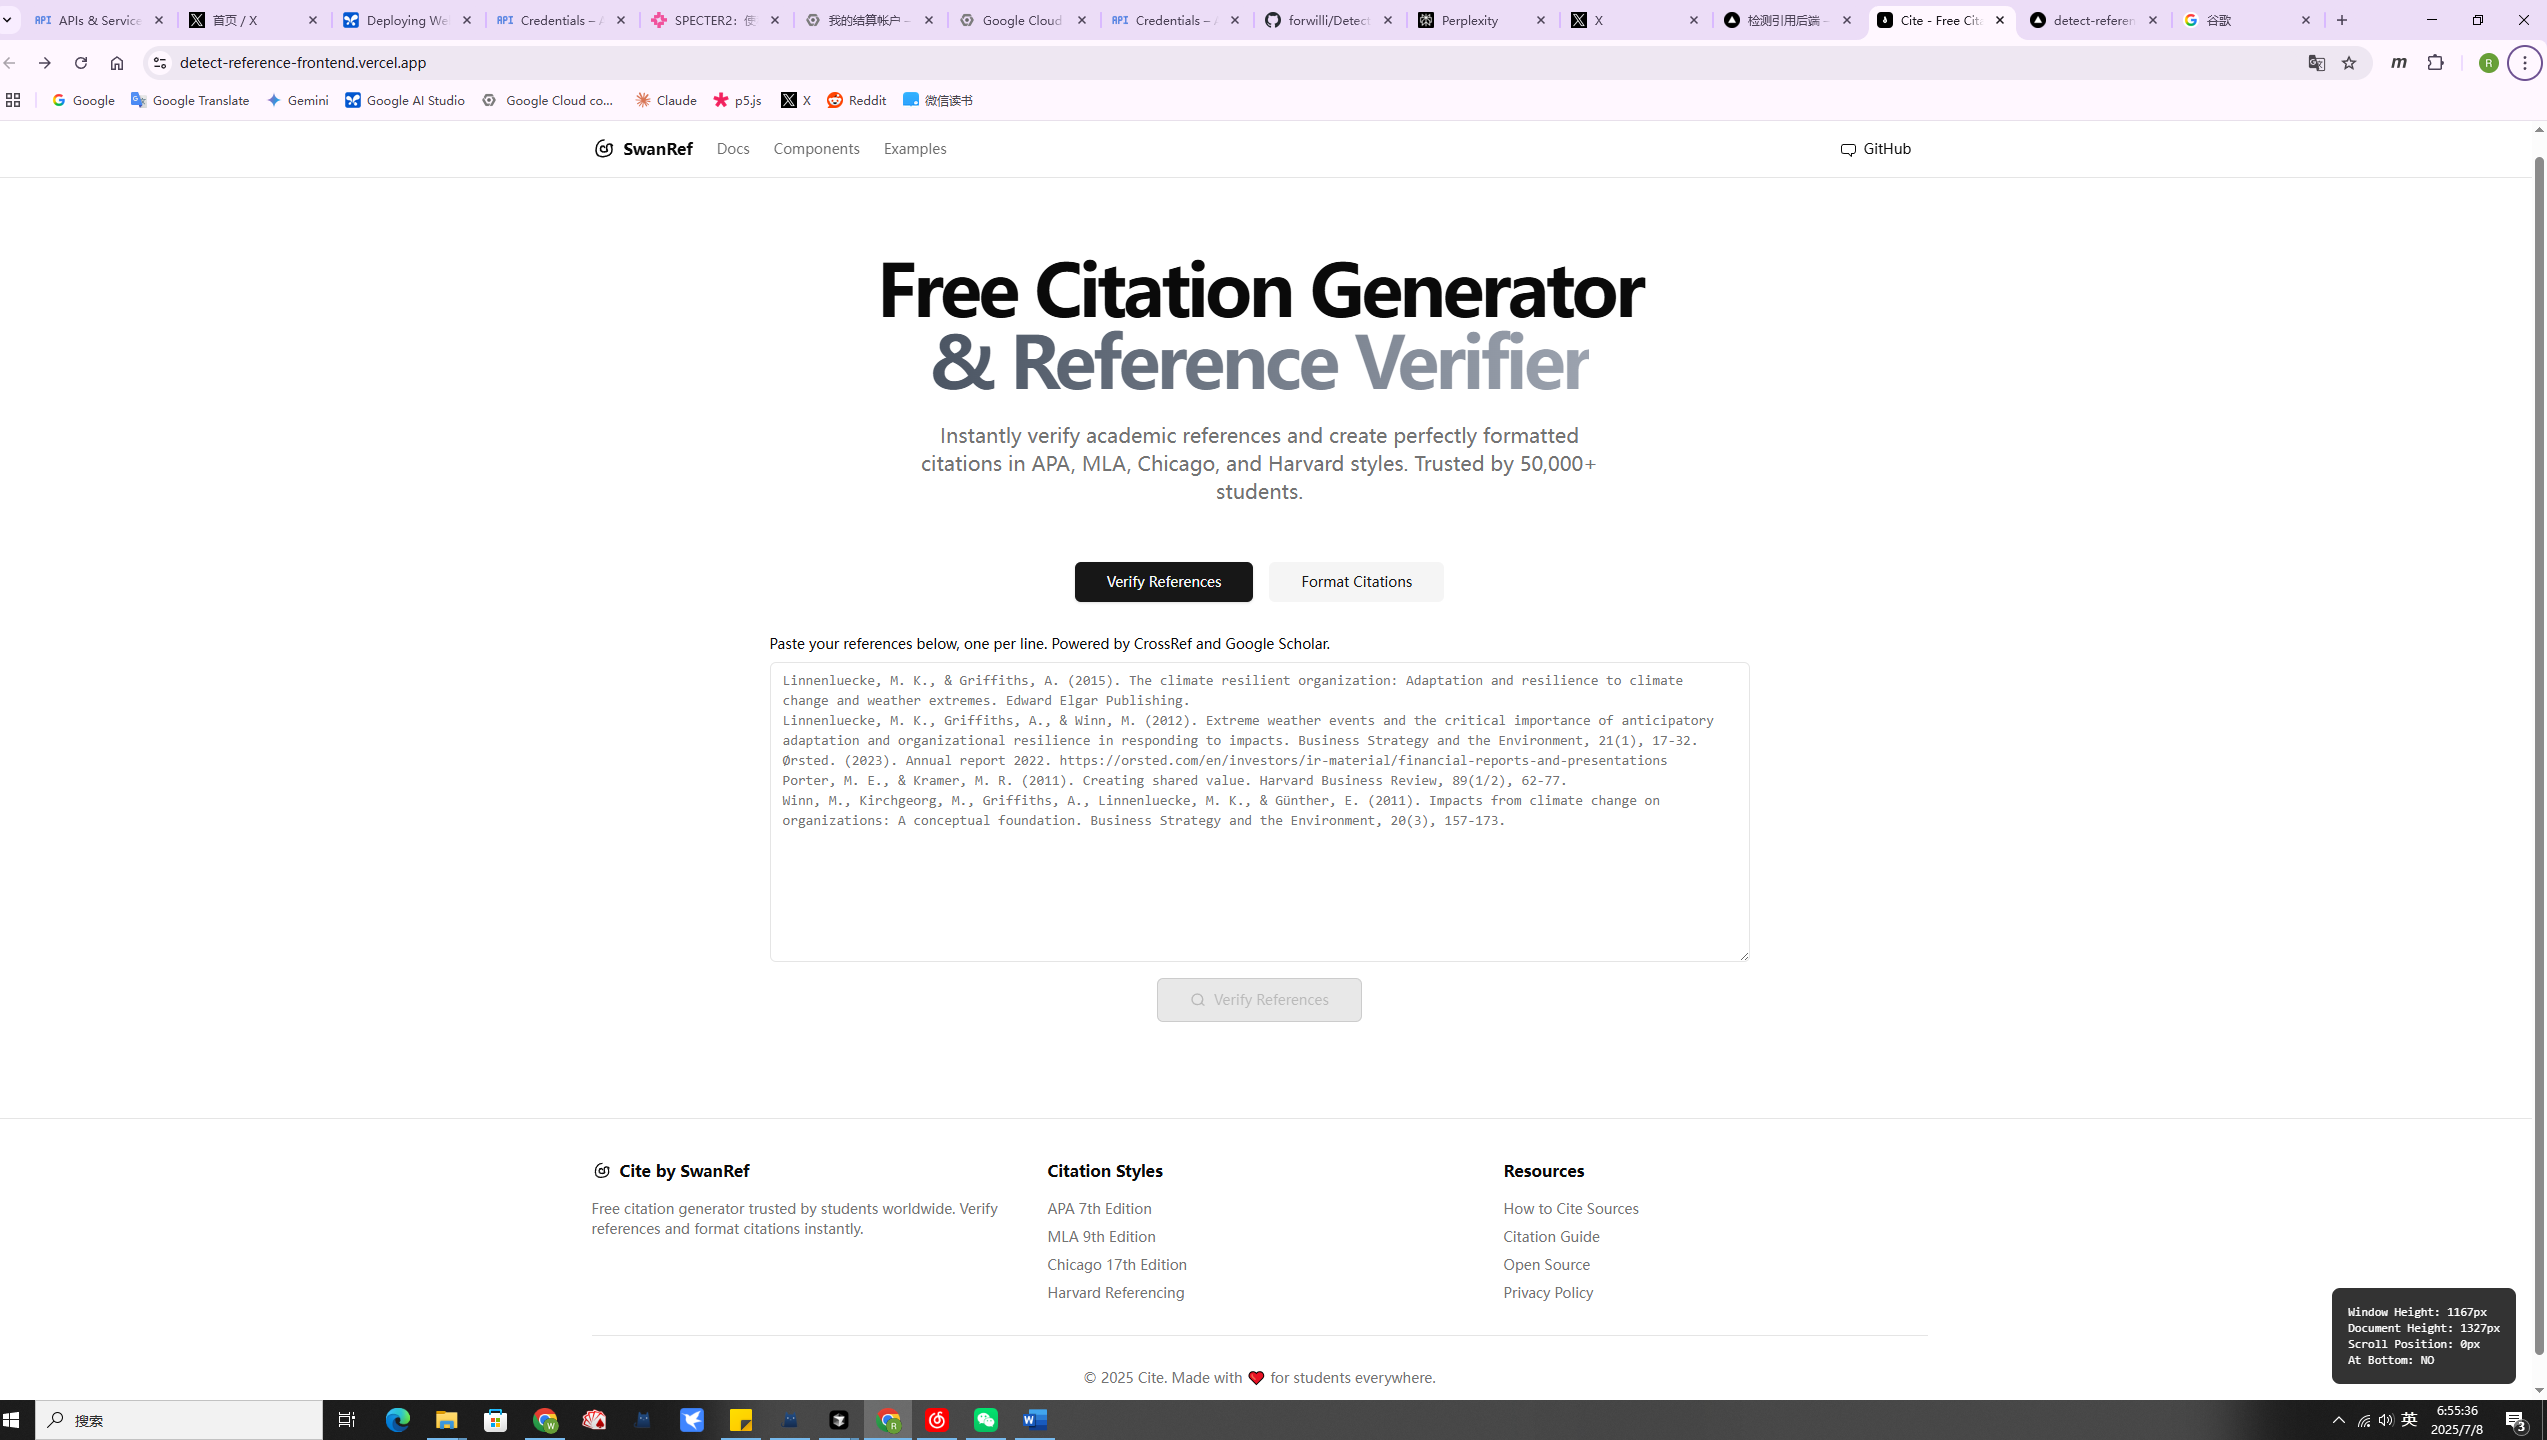 APIs & Service
首页 / X
Deploying Wel
Credentials – A
SPECTER2：使
我的结算帐户 –
Google Cloud
Credentials – A
forwilli/Detect
Perplexity
X
检测引用后端 –
Cite - Free Cita
detect-referen
谷歌
detect-reference-frontend.vercel.app
Google
Google Translate
Gemini
Google AI Studio
Google Cloud co...
Claude
p5.js
X
Reddit
微信读书
SwanRef
Docs
Components
Examples
GitHub
Free Citation Generator
& Reference Verifier
Instantly verify academic references and create perfectly formatted
citations in APA, MLA, Chicago, and Harvard styles. Trusted by 50,000+
students.
Verify References
Format Citations
Paste your references below, one per line. Powered by CrossRef and Google Scholar.
Linnenluecke, M. K., & Griffiths, A. (2015). The climate resilient organization: Adaptation and resilience to climate
change and weather extremes. Edward Elgar Publishing.
Linnenluecke, M. K., Griffiths, A., & Winn, M. (2012). Extreme weather events and the critical importance of anticipatory
adaptation and organizational resilience in responding to impacts. Business Strategy and the Environment, 21(1), 17-32.
Ørsted. (2023). Annual report 2022. https://orsted.com/en/investors/ir-material/financial-reports-and-presentations
Porter, M. E., & Kramer, M. R. (2011). Creating shared value. Harvard Business Review, 89(1/2), 62-77.
Winn, M., Kirchgeorg, M., Griffiths, A., Linnenluecke, M. K., & Günther, E. (2011). Impacts from climate change on
organizations: A conceptual foundation. Business Strategy and the Environment, 20(3), 157-173.
Verify References
Cite by SwanRef
Free citation generator trusted by students worldwide. Verify
references and format citations instantly.
Citation Styles
APA 7th Edition
MLA 9th Edition
Chicago 17th Edition
Harvard Referencing
Resources
How to Cite Sources
Citation Guide
Open Source
Privacy Policy
Window Height: 1167px
Document Height: 1327px
Scroll Position: 0px
At Bottom: NO
© 2025 Cite. Made with ❤️ for students everywhere.
搜索
英
6:55:36
2025/7/8
3